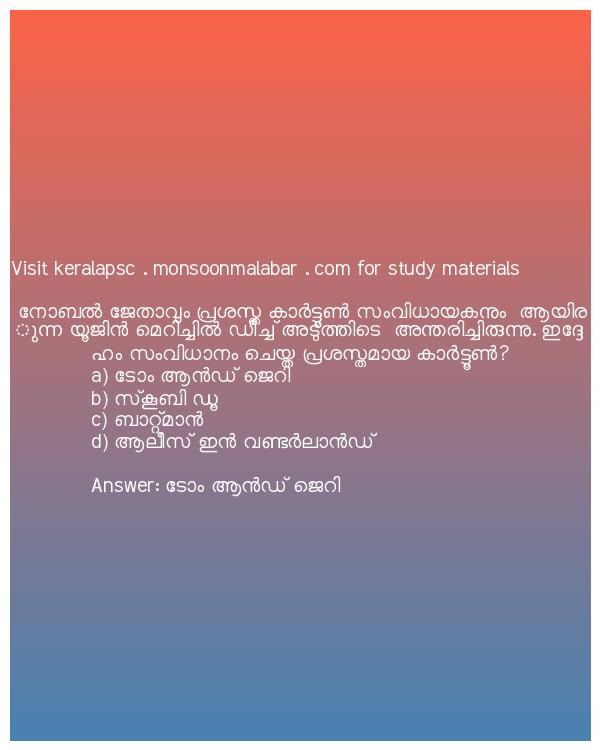 Visit keralapsc . monsoonmalabar . com for study materials
നോബൽ ജേതാവും പ്രശസ്ത കാർട്ടൂൺ സംവിധായകനും ആയിര
ുന്ന യൂജിൻ മെറിച്ചിൽ ഡീച്ച് അടുത്തിടെ അന്തരിച്ചിരുന്നു. ഇദ്ദേ
ഹം സംവിധാനം ചെയ്ത പ്രശസ്തമായ കാർട്ടൂൺ?
a) ടോം ആൻഡ് ജെറി
b) സ്കൂബി ഡൂ
c) ബാറ്റ്മാൻ
d) ആലീസ് ഇൻ വണ്ടർലാൻഡ്
Answer: ടോം ആൻഡ് ജെറി